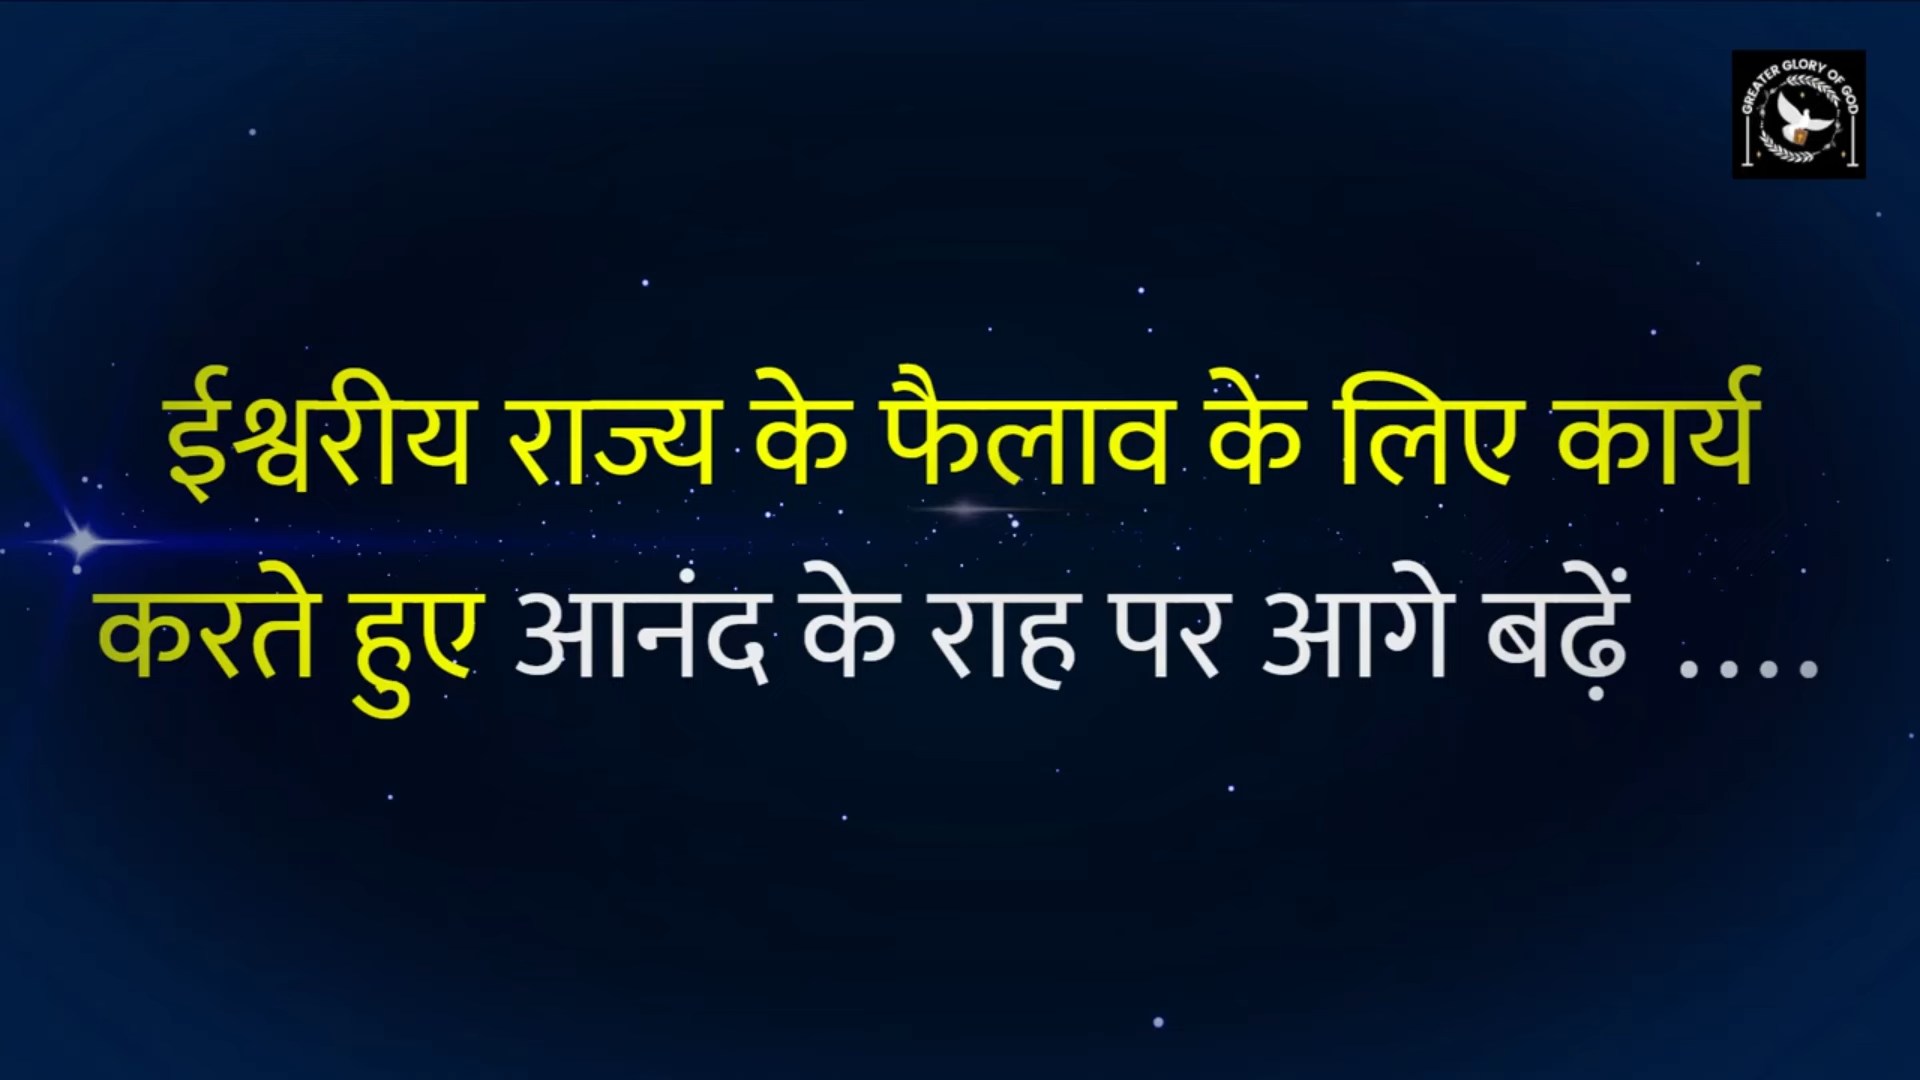 GREATER GLORY OF GOD
ईश्वरीय राज्य के फैलाव के लिए कार्य
करते हुए आनंद के राह पर आगे बढ़ें ....